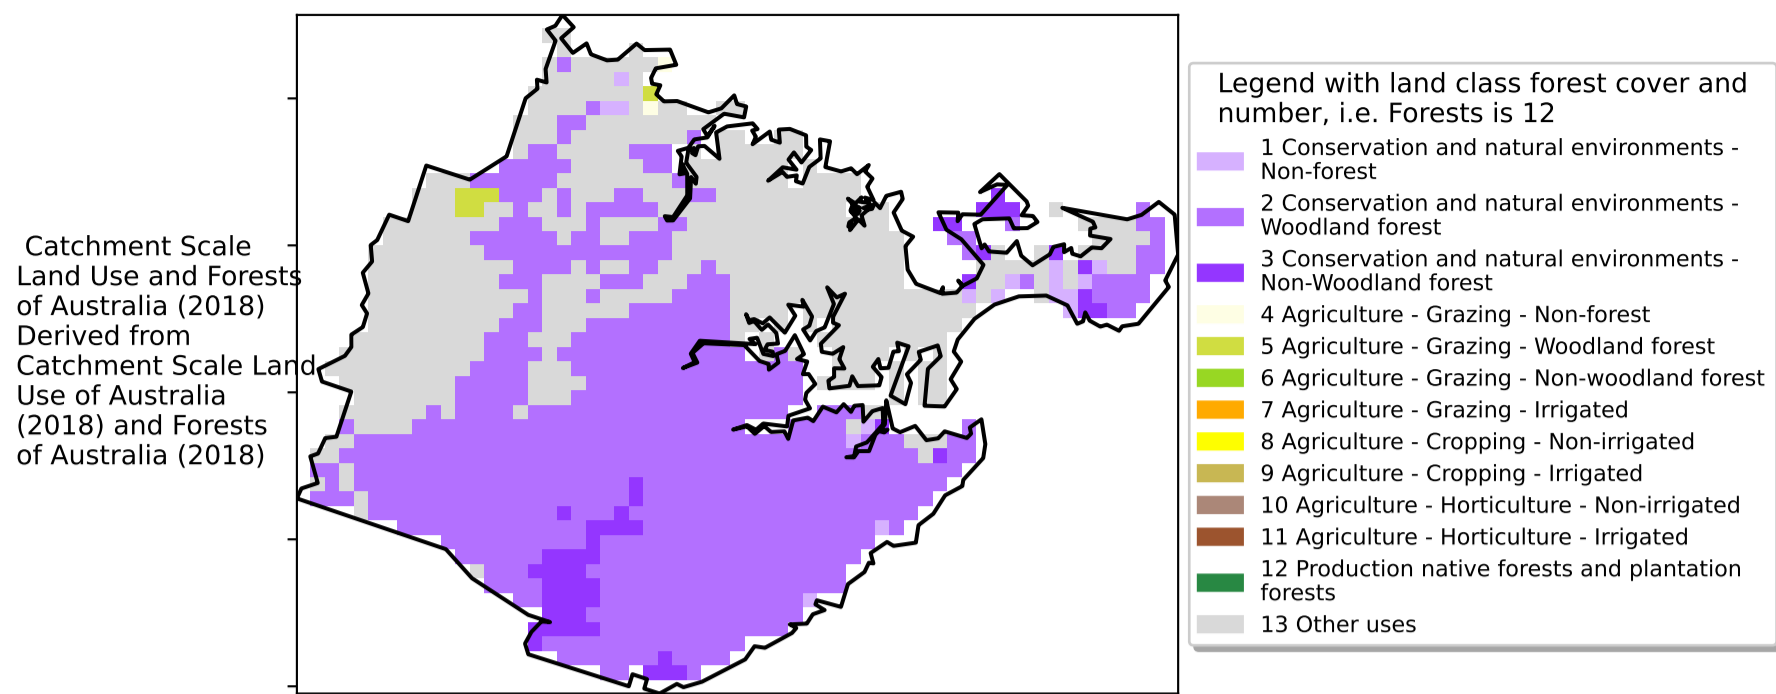 Catchment Scale
Land Use and Forests
of Australia (2018)
Derived from
Catchment Scale Land
Use of Australia
(2018) and Forests
of Australia (2018)
Legend with land class forest cover and
number, i.e. Forests is 12
1 Conservation and natural environments -
Non-forest
2 Conservation and natural environments -
Woodland forest
3 Conservation and natural environments -
Non-Woodland forest
4 Agriculture - Grazing - Non-forest
5 Agriculture - Grazing - Woodland forest
6 Agriculture - Grazing - Non-woodland forest
7 Agriculture - Grazing - Irrigated
8 Agriculture - Cropping - Non-irrigated
9 Agriculture - Cropping - Irrigated
10 Agriculture - Horticulture - Non-irrigated
11 Agriculture - Horticulture - Irrigated
12 Production native forests and plantation
forests
13 Other uses